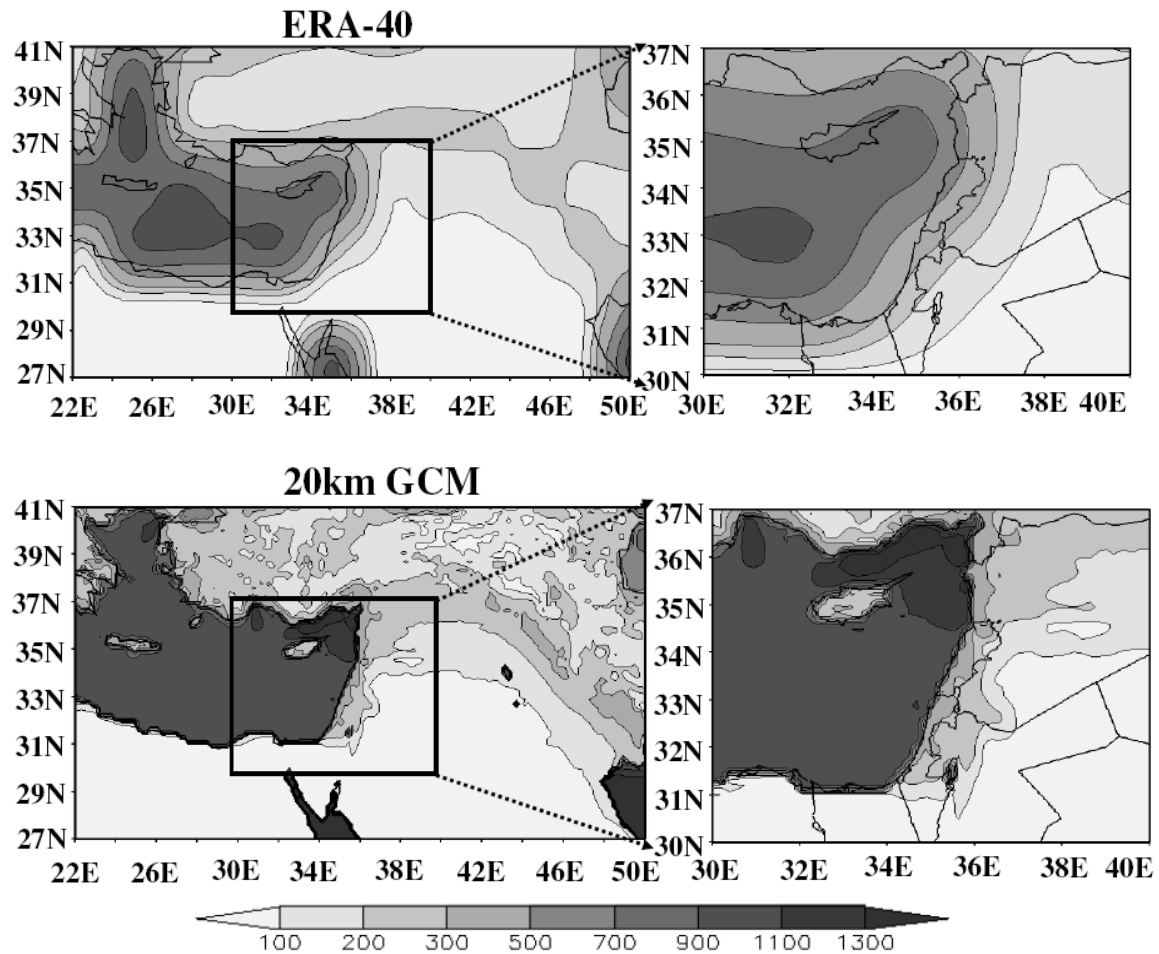 ERA-40
41N
39N
37N
35N
33N
31N
29N
27N
22E 26E 30E 34E 38E 42E 46E 50E
37N
36N
35N
34N
33N
32N
31N
30N
30E 32E 34E 36E 38E 40E
20km GCM
41N
39N
37N
35N
33N
31N
29N
27N
22E 26E 30E 34E 38E 42E 46E 50E
37N
36N
35N
34N
33N
32N
31N
30N
30E 32E 34E 36E 38E 40E
100 200 300 500 700 900 1100 1300